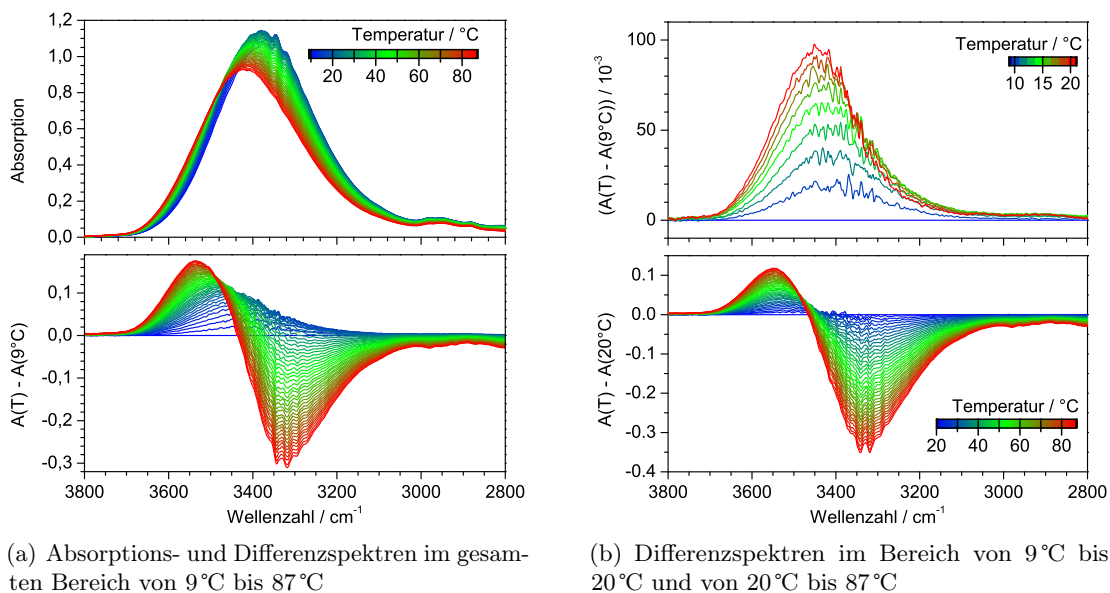 1,2
1,0
0,8
0,6
0,4
0,2
0,0
Absorption
Temperatur / °C
20 40 60 80
0,1
0,0
-0,1
-0,2
-0,3
A(T) - A(9°C)
3800 3600 3400 3200 3000 2800
Wellenzahl / cm-1
100
50
0
(A(T) - A(9°C)) / 10-3
Temperatur / °C
10 15 20
0.1
0.0
-0.1
-0.2
-0.3
-0.4
A(T) - A(20°C)
Temperatur / °C
20 40 60 80
3800 3600 3400 3200 3000 2800
Wellenzahl / cm-1
(a) Absorptions- und Differenzspektren im gesam-
ten Bereich von 9°C bis 87°C
(b) Differenzspektren im Bereich von 9°C bis
20°C und von 20°C bis 87°C